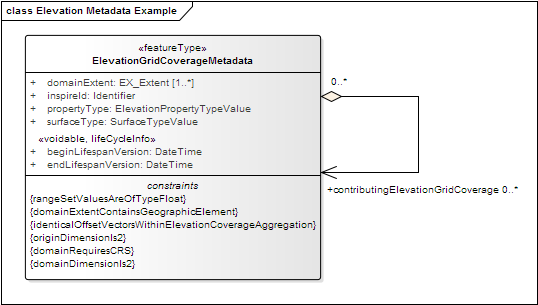 class Elevation Metadata Example
«featureType»
ElevationGridCoverageMetadata
+ domainExtent: EX_Extent [1..*]
+ inspireId: Identifier
+ propertyType: ElevationPropertyTypeValue
+ surfaceType: SurfaceTypeValue
«voidable, lifeCycleInfo»
+ beginLifespanVersion: DateTime
+ endLifespanVersion: DateTime
constraints
{rangeSetValuesAreOfTypeFloat}
{domainExtentContainsGeographicElement}
{identicalOffsetVectorsWithinElevationCoverageAggregation}
{originDimensionIs2}
{domainRequiresCRS}
{domainDimensionIs2}
0..*
+contributingElevationGridCoverage 0..*